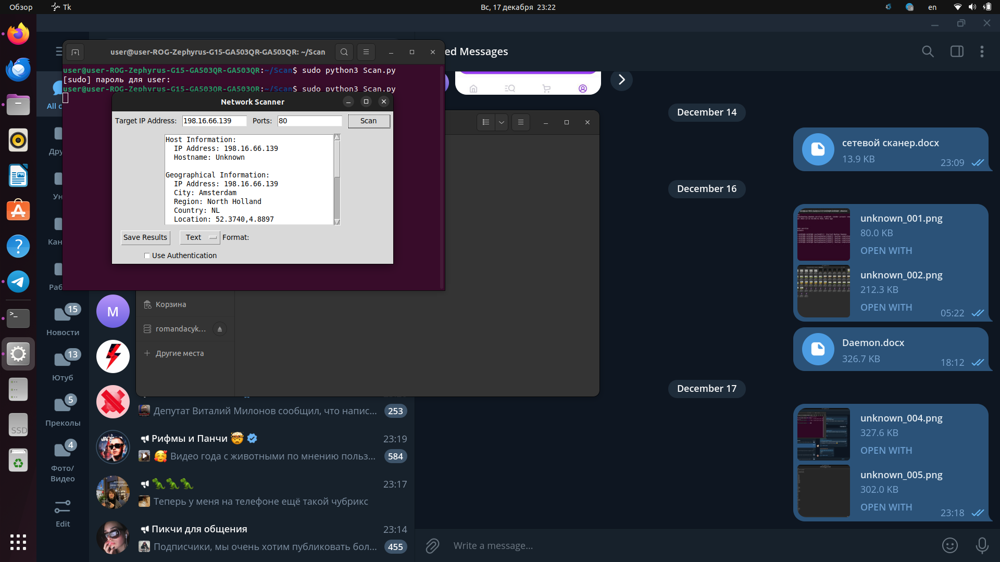 Обзор
Tk
Вс, 17 декабря 23:22
en
user@user-ROG-Zephyrus-G15-GA503QR-GA503QR: ~/Scan
user@user-ROG-Zephyrus-G15-GA503QR-GA503QR:~/Scan$ sudo python3 Scan.py
[sudo] пароль для user:
user@user-ROG-Zephyrus-G15-GA503QR-GA503QR:~/Scan$ sudo python3 Scan.py
Network Scanner
Target IP Address: 198.16.66.139 Ports: 80 Scan
Host Information:
IP Address: 198.16.66.139
Hostname: Unknown
Geographical Information:
IP Address: 198.16.66.139
City: Amsterdam
Region: North Holland
Country: NL
Location: 52.3740,4.8897
Save Results Text Format:
Use Authentication
All c
Дру
Ун
Кан
Раб
15
Новости
13
Ютуб
5
Преколы
4
Фото/
Видео
Edit
SSD
M
Корзина
romandacyk...
Другие места
Депутат Виталий Милонов сообщил, что напис... 253
Рифмы и Панчи 23:19
Видео года с животными по мнению польз... 584
23:17
Теперь у меня на телефоне ещё такой чубрикс
Пикчи для общения 23:14
Подписчики, мы очень хотим публиковать бол... 455
ed Messages
December 14
сетевой сканер.docx
13.9 KB
23:09
December 16
unknown_001.png
80.0 KB
OPEN WITH
unknown_002.png
212.3 KB
OPEN WITH
05:22
Daemon.docx
326.7 KB
18:12
December 17
unknown_004.png
327.6 KB
OPEN WITH
unknown_005.png
302.0 KB
OPEN WITH
23:18
Write a message...